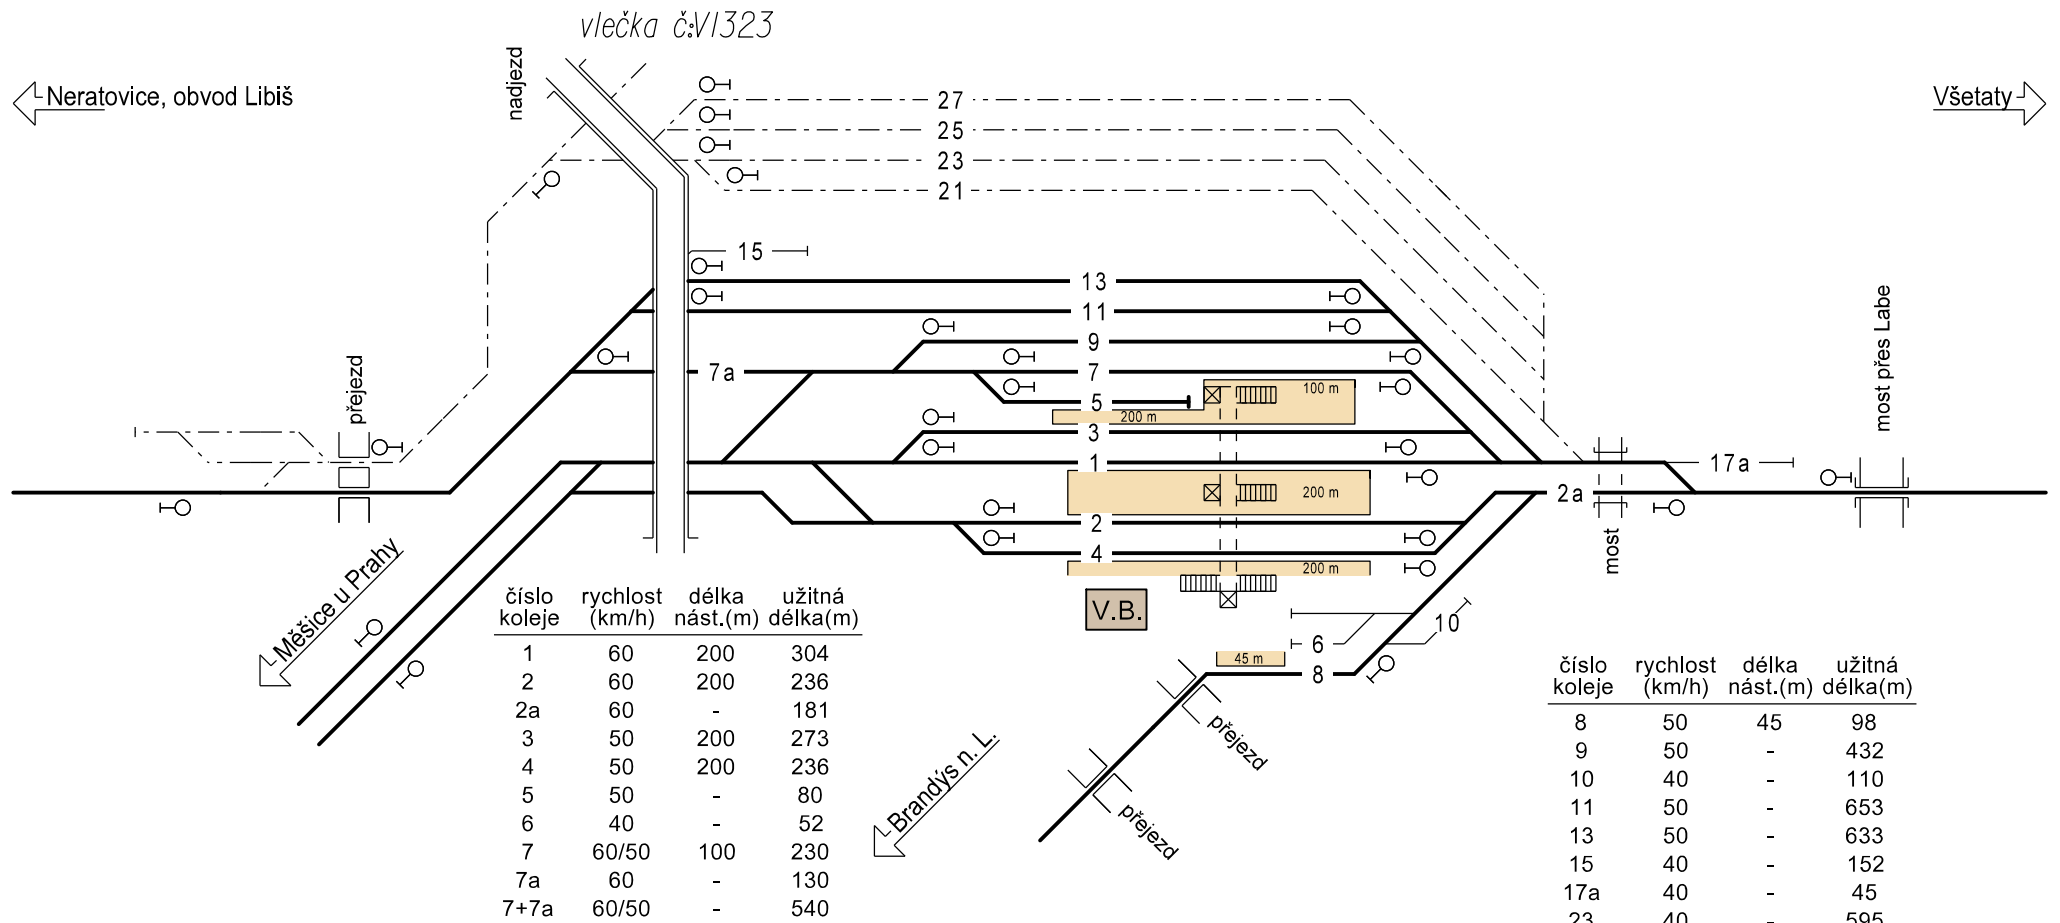 vlečka č:V1323
nadjezd
Neratovice, obvod Libiš
Všetaty
27
25
23
21
15
13
11
9
7a
7
100 m
5
200 m
3
1
17a
200 m
2a
2
4
200 m
přejezd
most přes Labe
most
Měšice u Prahy
V.B.
10
6
45 m
8
přejezd
přejezd
Brandýs n. L.
číslo koleje rychlost (km/h) délka nást.(m) užitná délka(m)
1 60 200 304
2 60 200 236
2a 60 - 181
3 50 200 273
4 50 200 236
5 50 - 80
6 40 - 52
7 60/50 100 230
7a 60 - 130
7+7a 60/50 - 540
číslo koleje rychlost (km/h) délka nást.(m) užitná délka(m)
8 50 45 98
9 50 - 432
10 40 - 110
11 50 - 653
13 50 - 633
15 40 - 152
17a 40 - 45
23 40 - 595